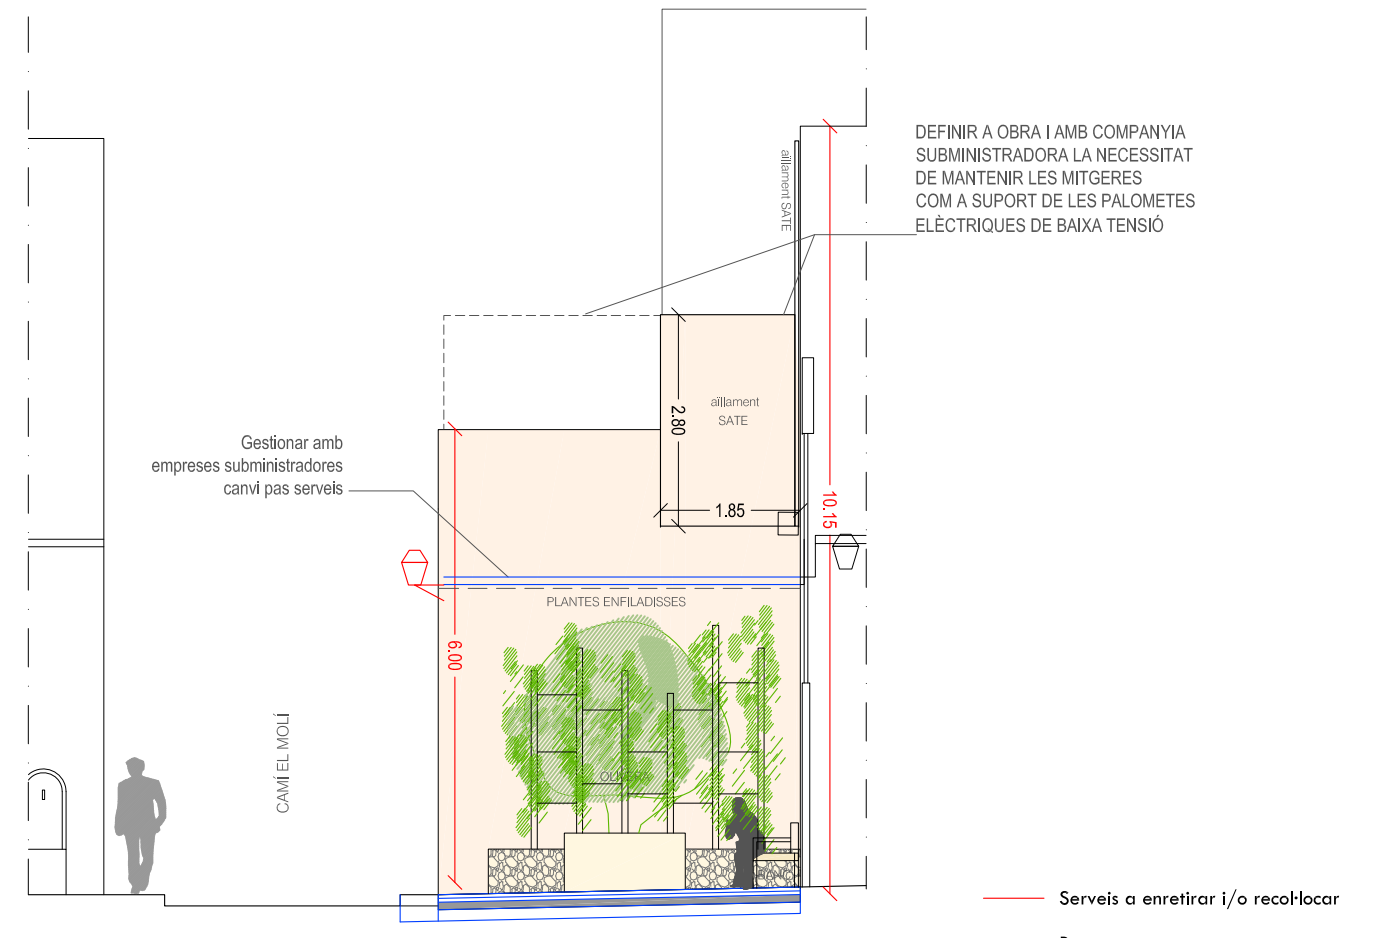 DEFINIR A OBRA I AMB COMPANYIA
SUBMINISTRADORA LA NECESSITAT
DE MANTENIR LES MITGERES
COM A SUPORT DE LES PALOMETES
ELÈCTRIQUES DE BAIXA TENSIÓ
aïllament SATE
aïllament
SATE
2.80
1.85
10.15
Gestionar amb
empreses subministradores
canvi pas serveis
PLANTES ENFILADISSES
6.00
OLIVERA
CAMÍ EL MOLÍ
BANC
Serveis a enretirar i/o recol·locar